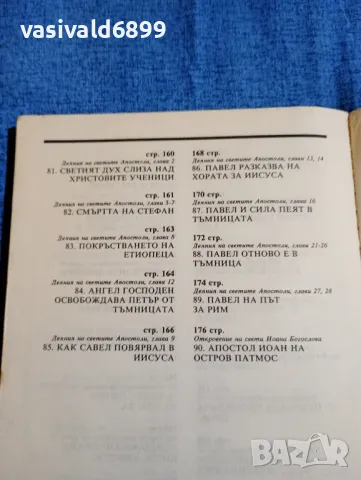 vasivald6899
стр. 160
Деяния на светите Апостоли, глава 2
81. СВЕТИЯТ ДУХ СЛИЗА НАД
ХРИСТОВИТЕ УЧЕНИЦИ
стр. 161
Деяния на светите Апостоли, глави 5-7
82. СМЪРТТА НА СТЕФАН
стр. 163
Деяния на светите Апостоли, глава 8
83. ПОКРЪСТВАНЕТО НА
ЕТИОПЕЦА
стр. 164
Деяния на светите Апостоли, глава 12
84. АНГЕЛ ГОСПОДЕН
ОСВОБОЖДАВА ПЕТЪР ОТ
ТЪМНИЦАТА
стр. 166
Деяния на светите Апостоли, глава 9
85. КАК САВЕЛ ПОВЯРВАЛ В
ИИСУСА
168 стр.
Деяния на светите Апостоли, глави 13, 14
86. ПАВЕЛ РАЗКАЗВА НА
ХОРАТА ЗА ИИСУСА
170 стр.
Деяния на светите Апостоли, глава 16
87. ПАВЕЛ И СИЛА ПЕЯТ В
ТЪМНИЦАТА
172 стр.
Деяния на светите Апостоли, глави 21-26
88. ПАВЕЛ ОТНОВО Е В
ТЪМНИЦА
174 стр.
Деяния на светите Апостоли, глави 27, 28
89. ПАВЕЛ НА ПЪТ
ЗА РИМ
176 стр.
Откровение на свети Иоана Богослова
90. АПОСТОЛ ИОАН НА
ОСТРОВ ПАТМОС
BAZAR
bg